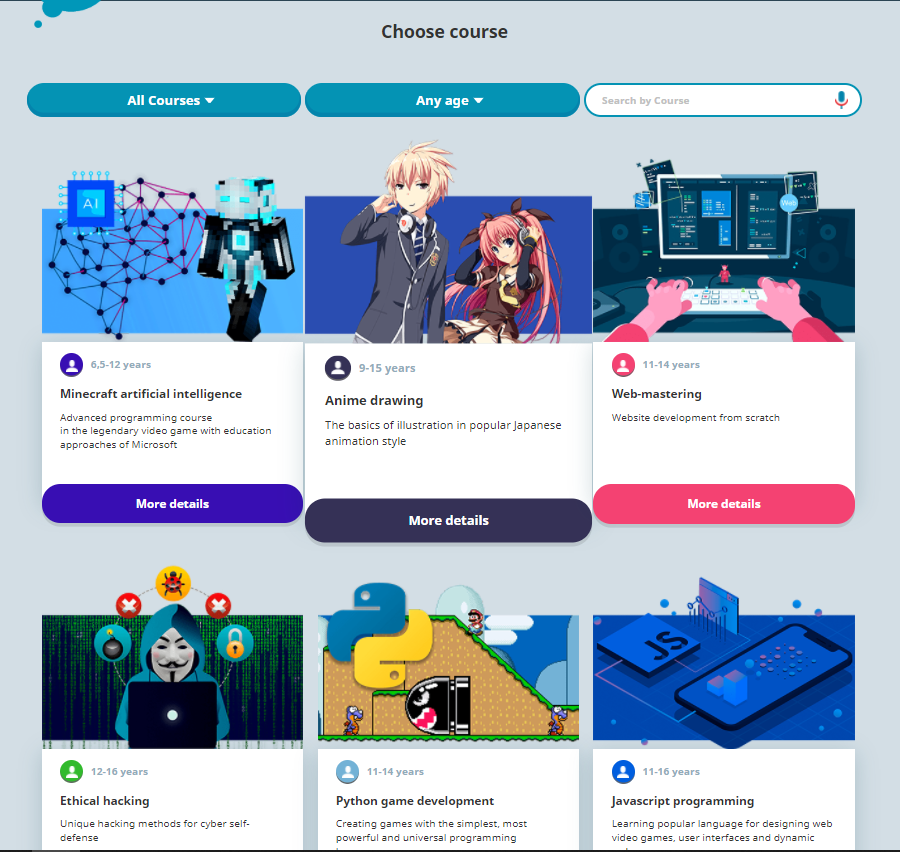 Choose course
All Courses
Any age
Search by Course
AI
Web
6,5-12 years
Minecraft artificial intelligence
Advanced programming course
in the legendary video game with education
approaches of Microsoft
More details
9-15 years
Anime drawing
The basics of illustration in popular Japanese
animation style
More details
11-14 years
Web-mastering
Website development from scratch
More details
12-16 years
Ethical hacking
Unique hacking methods for cyber self-
defense
11-14 years
Python game development
Creating games with the simplest, most
powerful and universal programming
JS
11-16 years
Javascript programming
Learning popular language for designing web
video games, user interfaces and dynamic